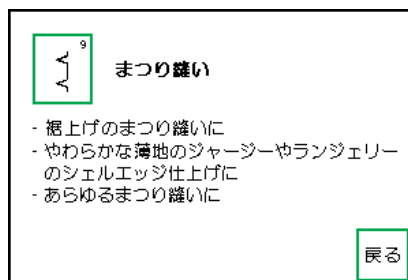 9
まつり縫い
- 裾上げのまつり縫いに
- やわらかな薄地のジャージーやランジェリー
のシェルエッジ仕上げに
- あらゆるまつり縫いに
戻る